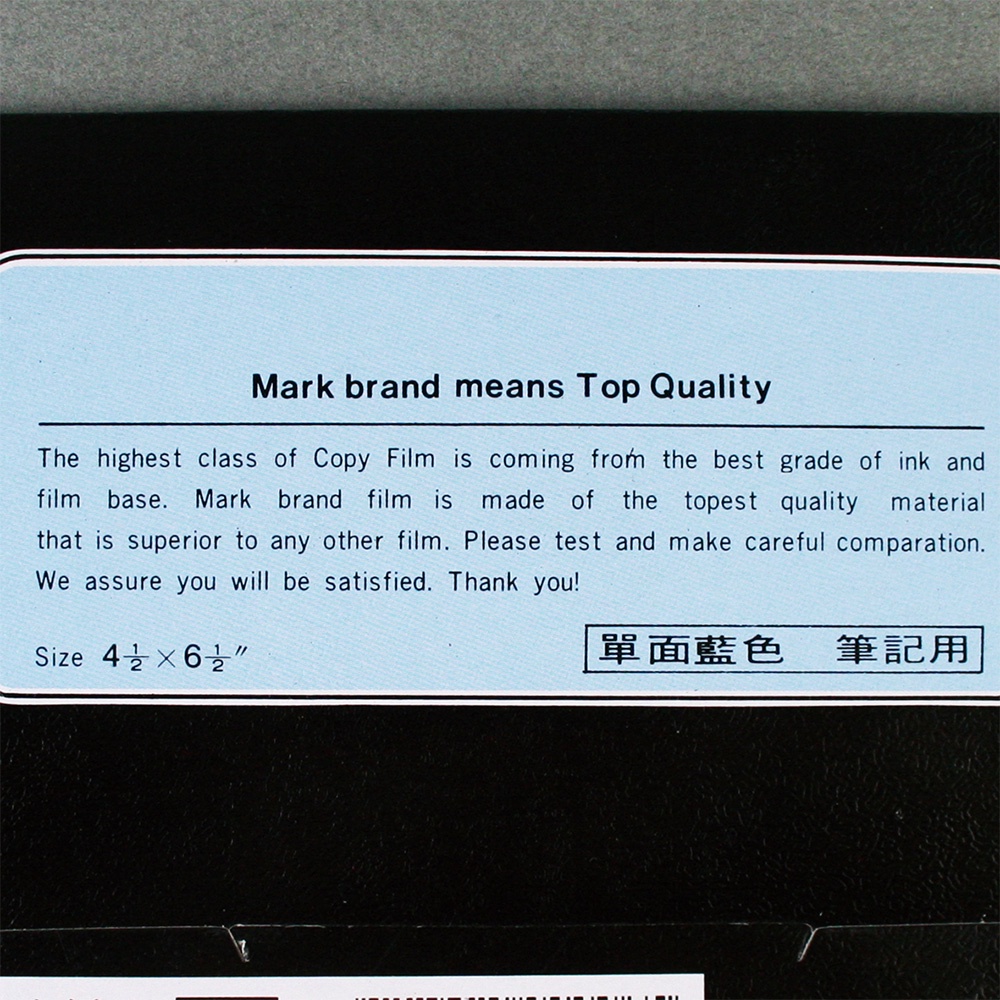 Mark brand means Top Quality
The highest class of Copy Film is coming from the best grade of ink and
film base. Mark brand film is made of the topest quality material
that is superior to any other film. Please test and make careful comparation.
We assure you will be satisfied. Thank you!
Size 4½×6½″
單面藍色 筆記用